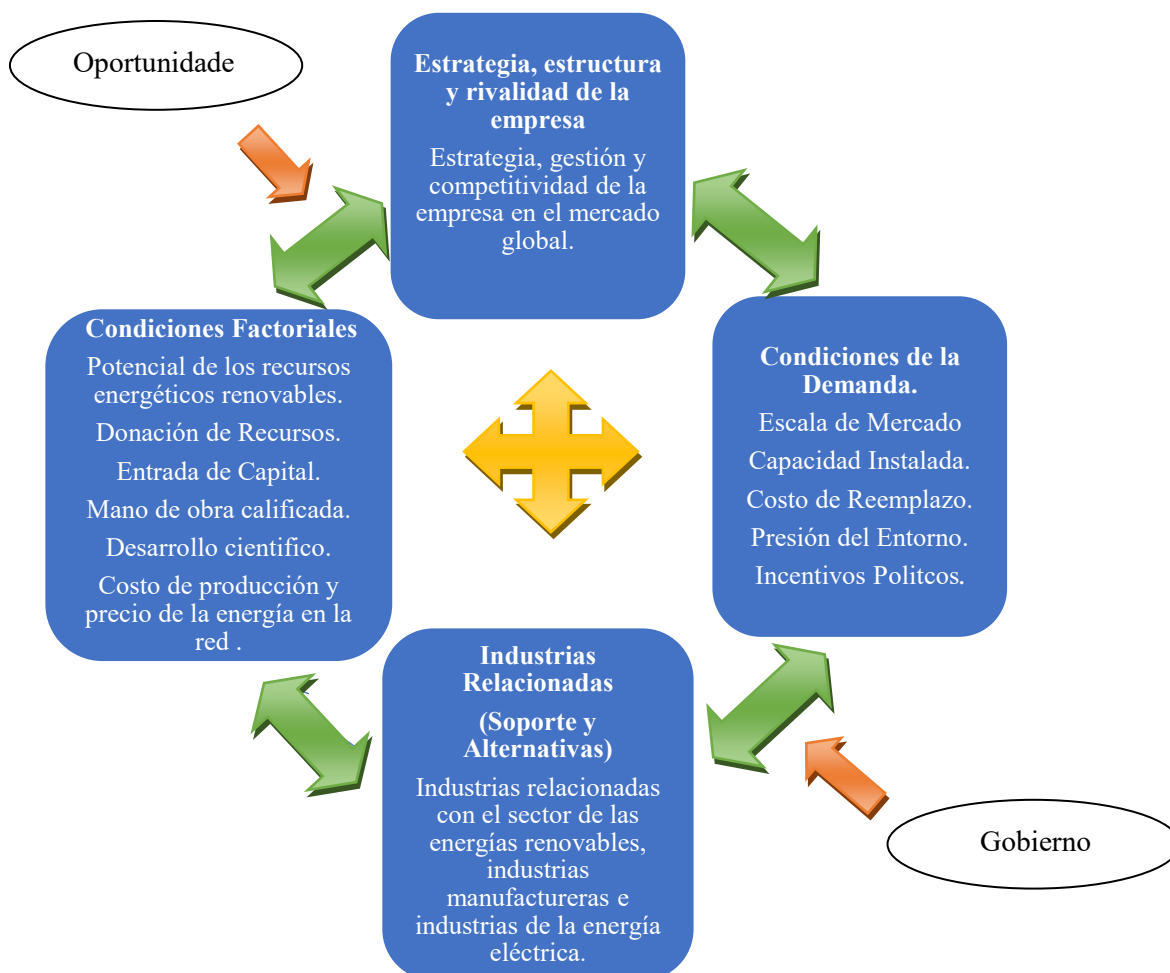 Oportunidade
Estrategia, estructura
y rivalidad de la
empresa
Estrategia, gestión y
competitividad de la
empresa en el mercado
global.
Condiciones Factoriales
Potencial de los recursos
energéticos renovables.
Donación de Recursos.
Entrada de Capital.
Mano de obra calificada.
Desarrollo cientifico.
Costo de producción y
precio de la energía en la
red .
Condiciones de la
Demanda.
Escala de Mercado
Capacidad Instalada.
Costo de Reemplazo.
Presión del Entorno.
Incentivos Politcos.
Industrias
Relacionadas
(Soporte y
Alternativas)
Industrias relacionadas
con el sector de las
energías renovables,
industrias
manufactureras e
industrias de la energía
eléctrica.
Gobierno